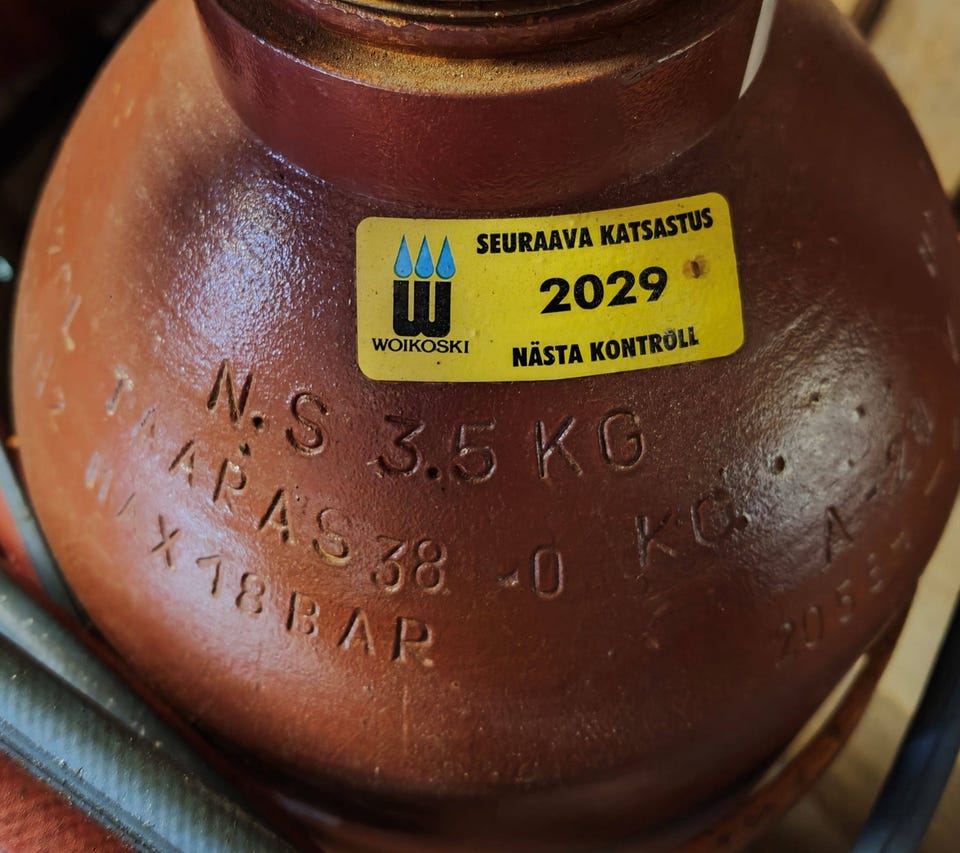 W
WOIKOSKI
SEURAAVA KATSASTUS
2029
NÄSTA KONTROLL
N.S 3.5 KG
TAARAS 38 -0 KG
MAX 18 BAR
A